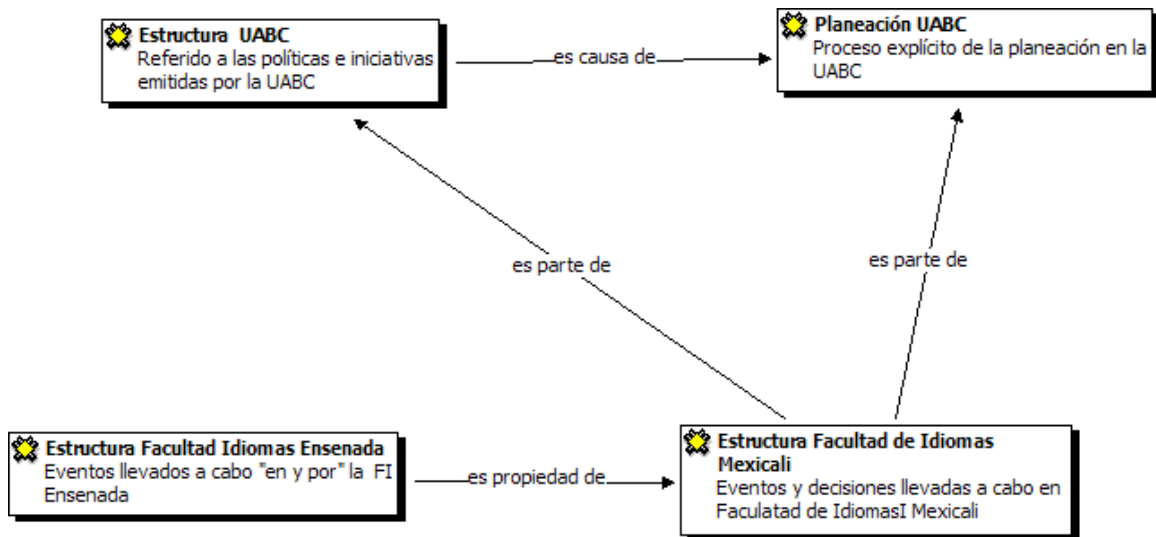 Estructura UABC
Referido a las políticas e iniciativas
emitidas por la UABC
es causa de
Planeación UABC
Proceso explícito de la planeación en la
UABC
es parte de
es parte de
Estructura Facultad Idiomas Ensenada
Eventos llevados a cabo "en y por" la FI
Ensenada
es propiedad de
Estructura Facultad de Idiomas
Mexicali
Eventos y decisiones llevadas a cabo en
Faculatad de IdiomasI Mexicali